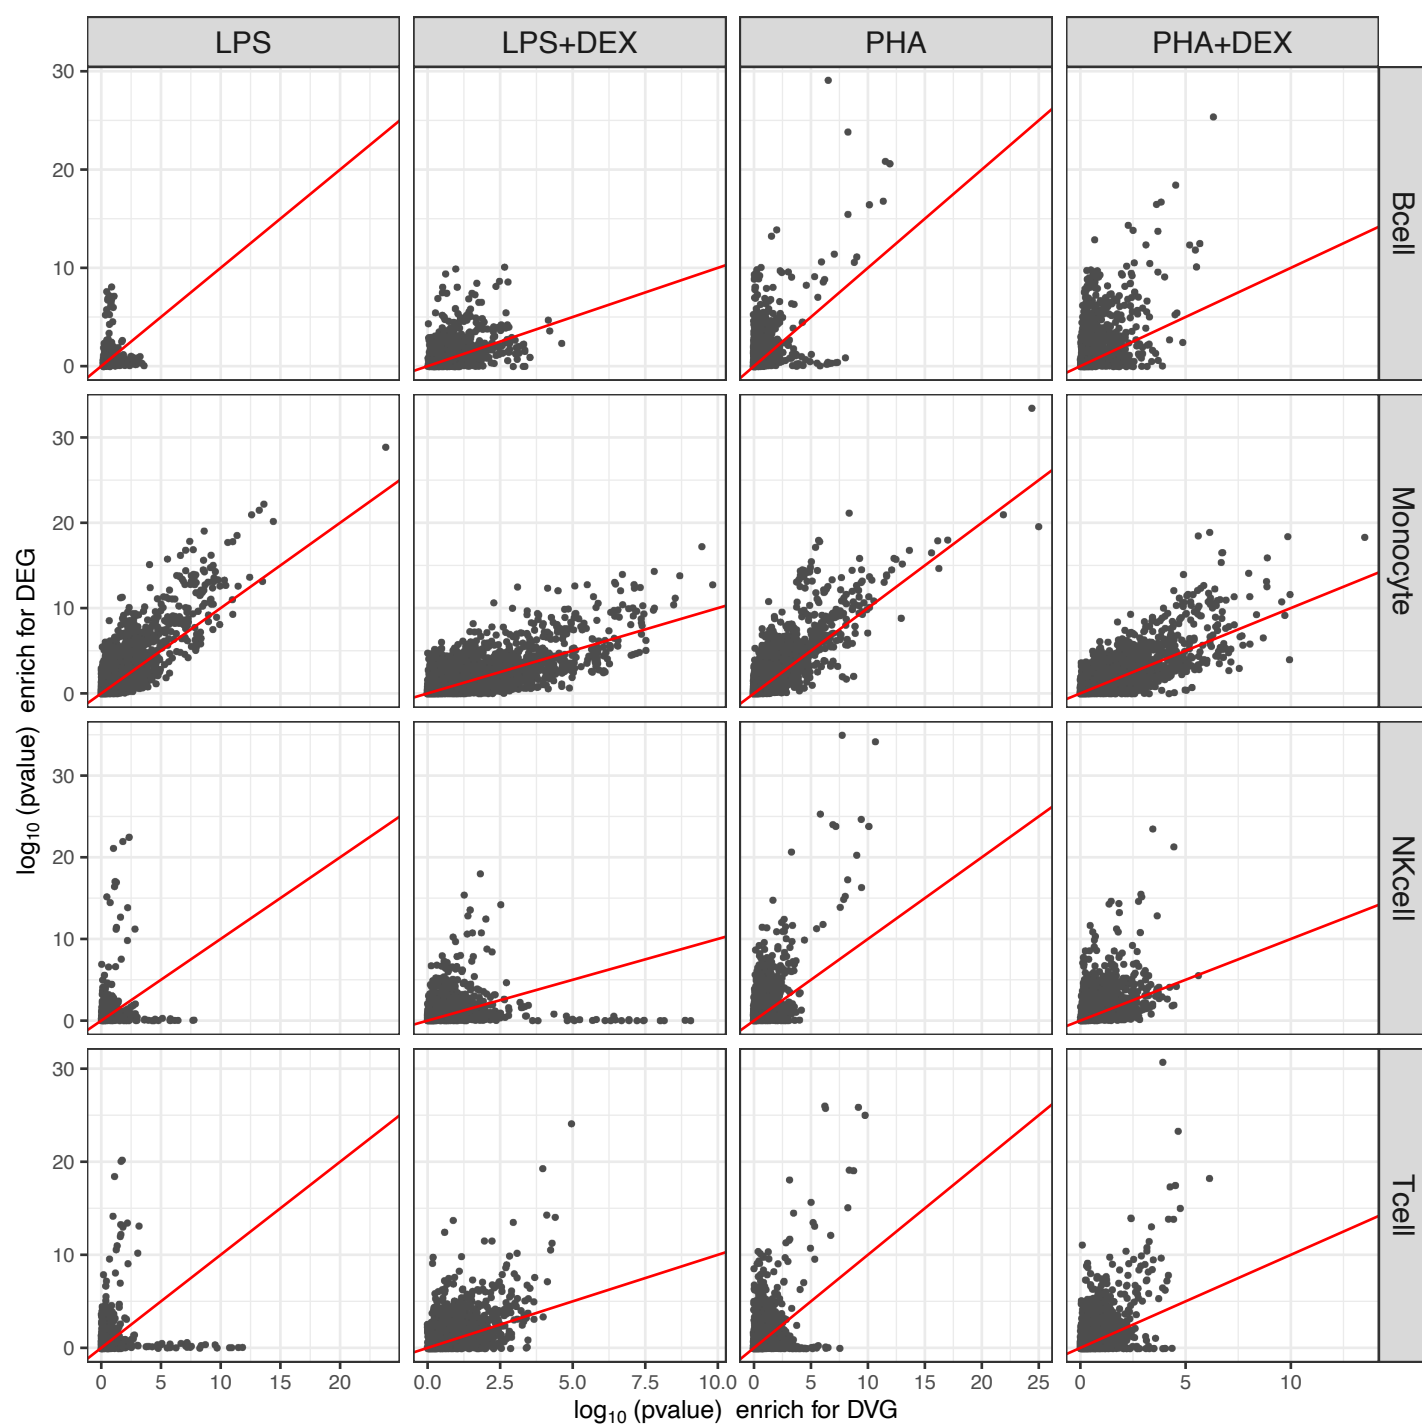 LPS LPS+DEX PHA PHA+DEX
30
20
10
0
Bcell
30
20
10
0
Monocyte
30
20
10
0
NKcell
30
20
10
0
Tcell
log₁₀ (pvalue) enrich for DEG
0 5 10 15 20 0.0 2.5 5.0 7.5 10.0 0 5 10 15 20 25 0 5 10
log₁₀ (pvalue) enrich for DVG